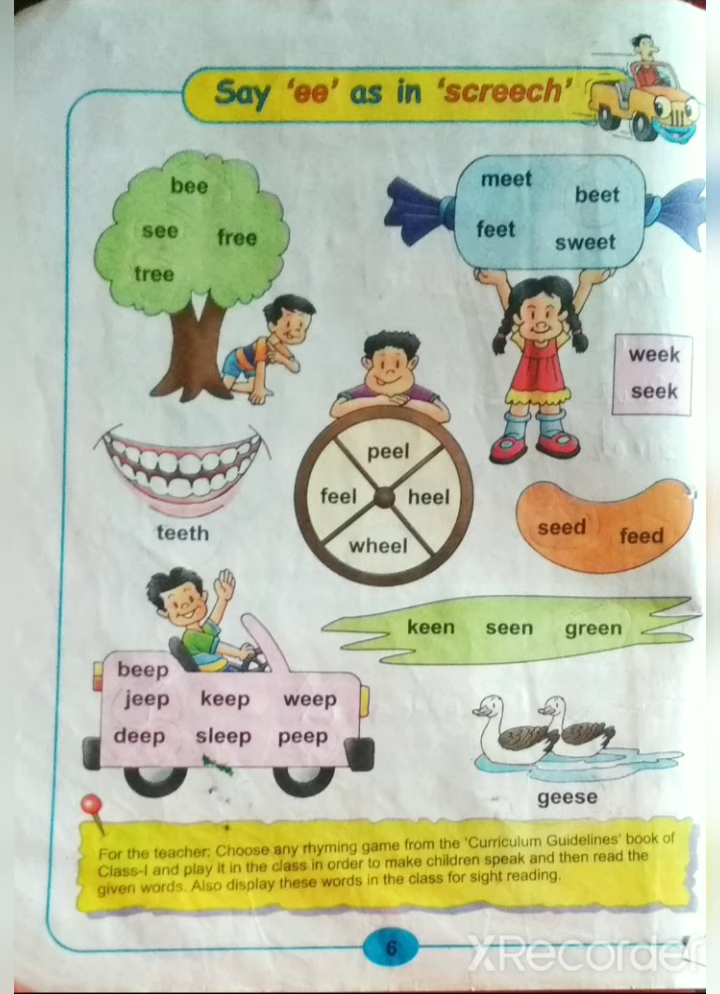 Say 'ee' as in 'screech'
bee
see free
tree
meet
beet
feet
sweet
week
seek
peel
feel heel
wheel
teeth
seed feed
keen seen green
beep
jeep keep weep
deep sleep peep
geese
For the teacher: Choose any rhyming game from the 'Curriculum Guidelines' book of
Class-I and play it in the class in order to make children speak and then read the
given words. Also display these words in the class for sight reading.
6
XRecorder